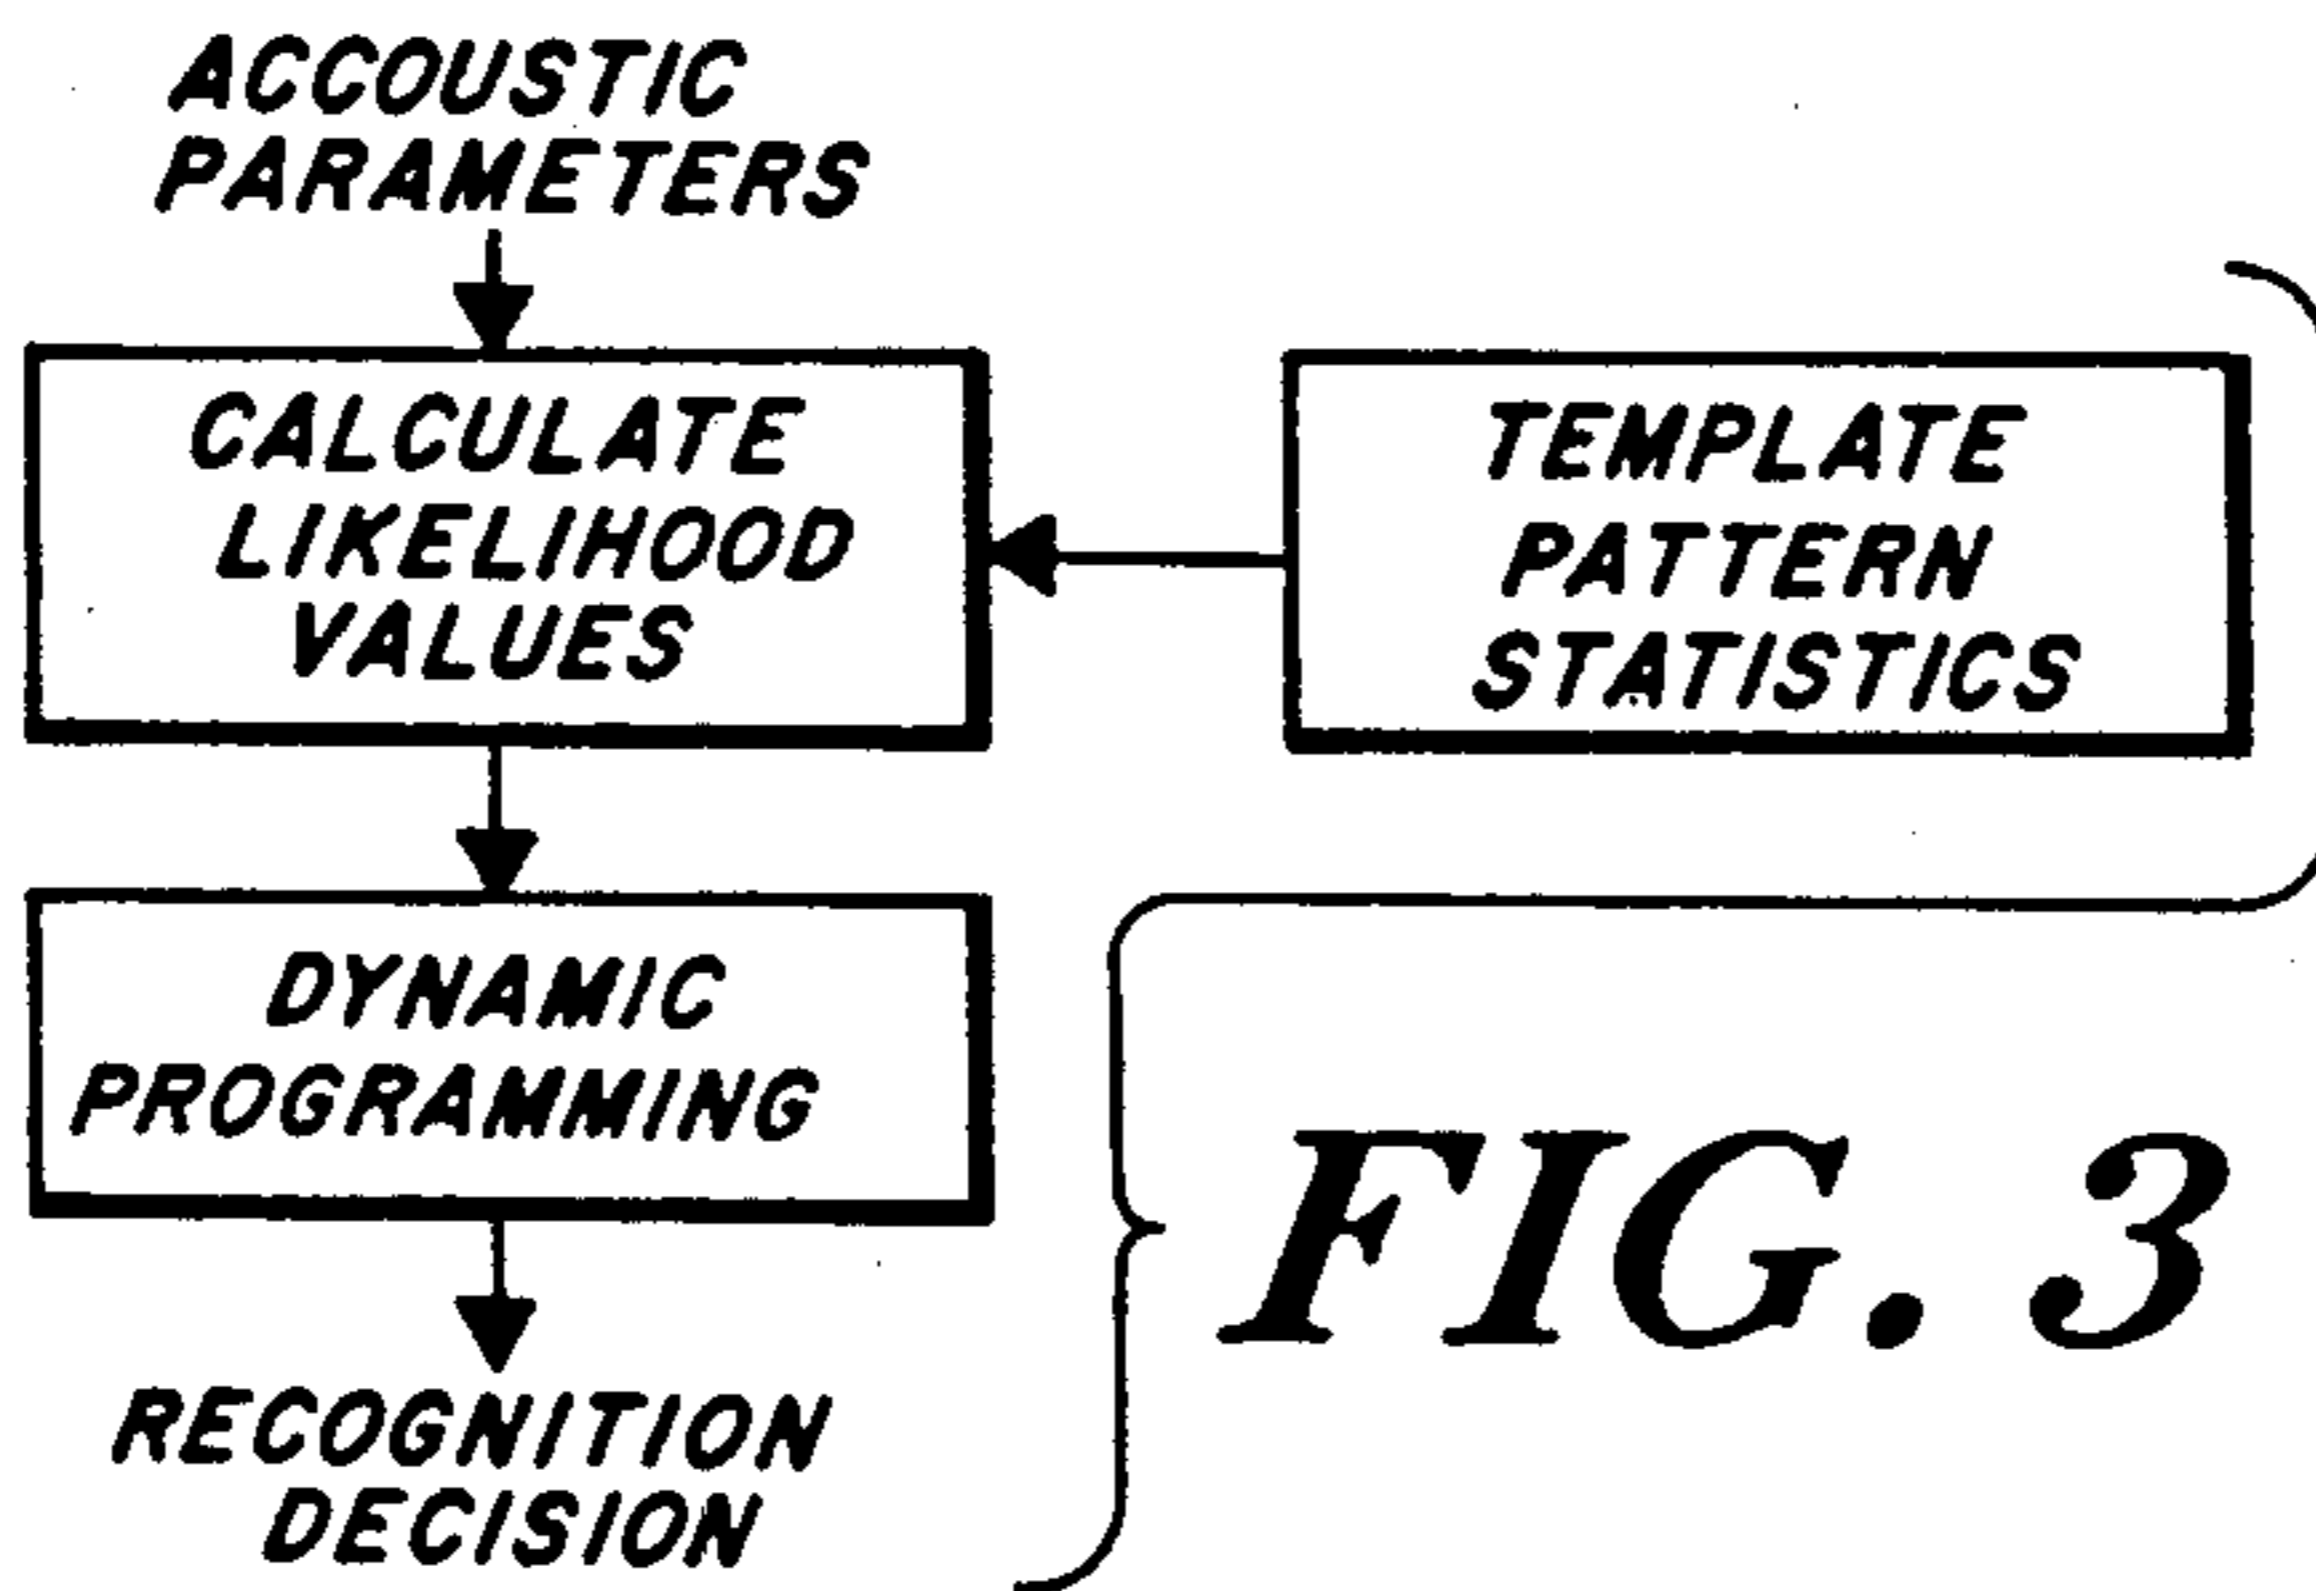 ACCOUSTIC
PARAMETERS
CALCULATE
LIKELIHOOD
VALUES
TEMPLATE
PATTERN
STATISTICS
DYNAMIC
PROGRAMMING
RECOGNITION
DECISION
FIG. 3